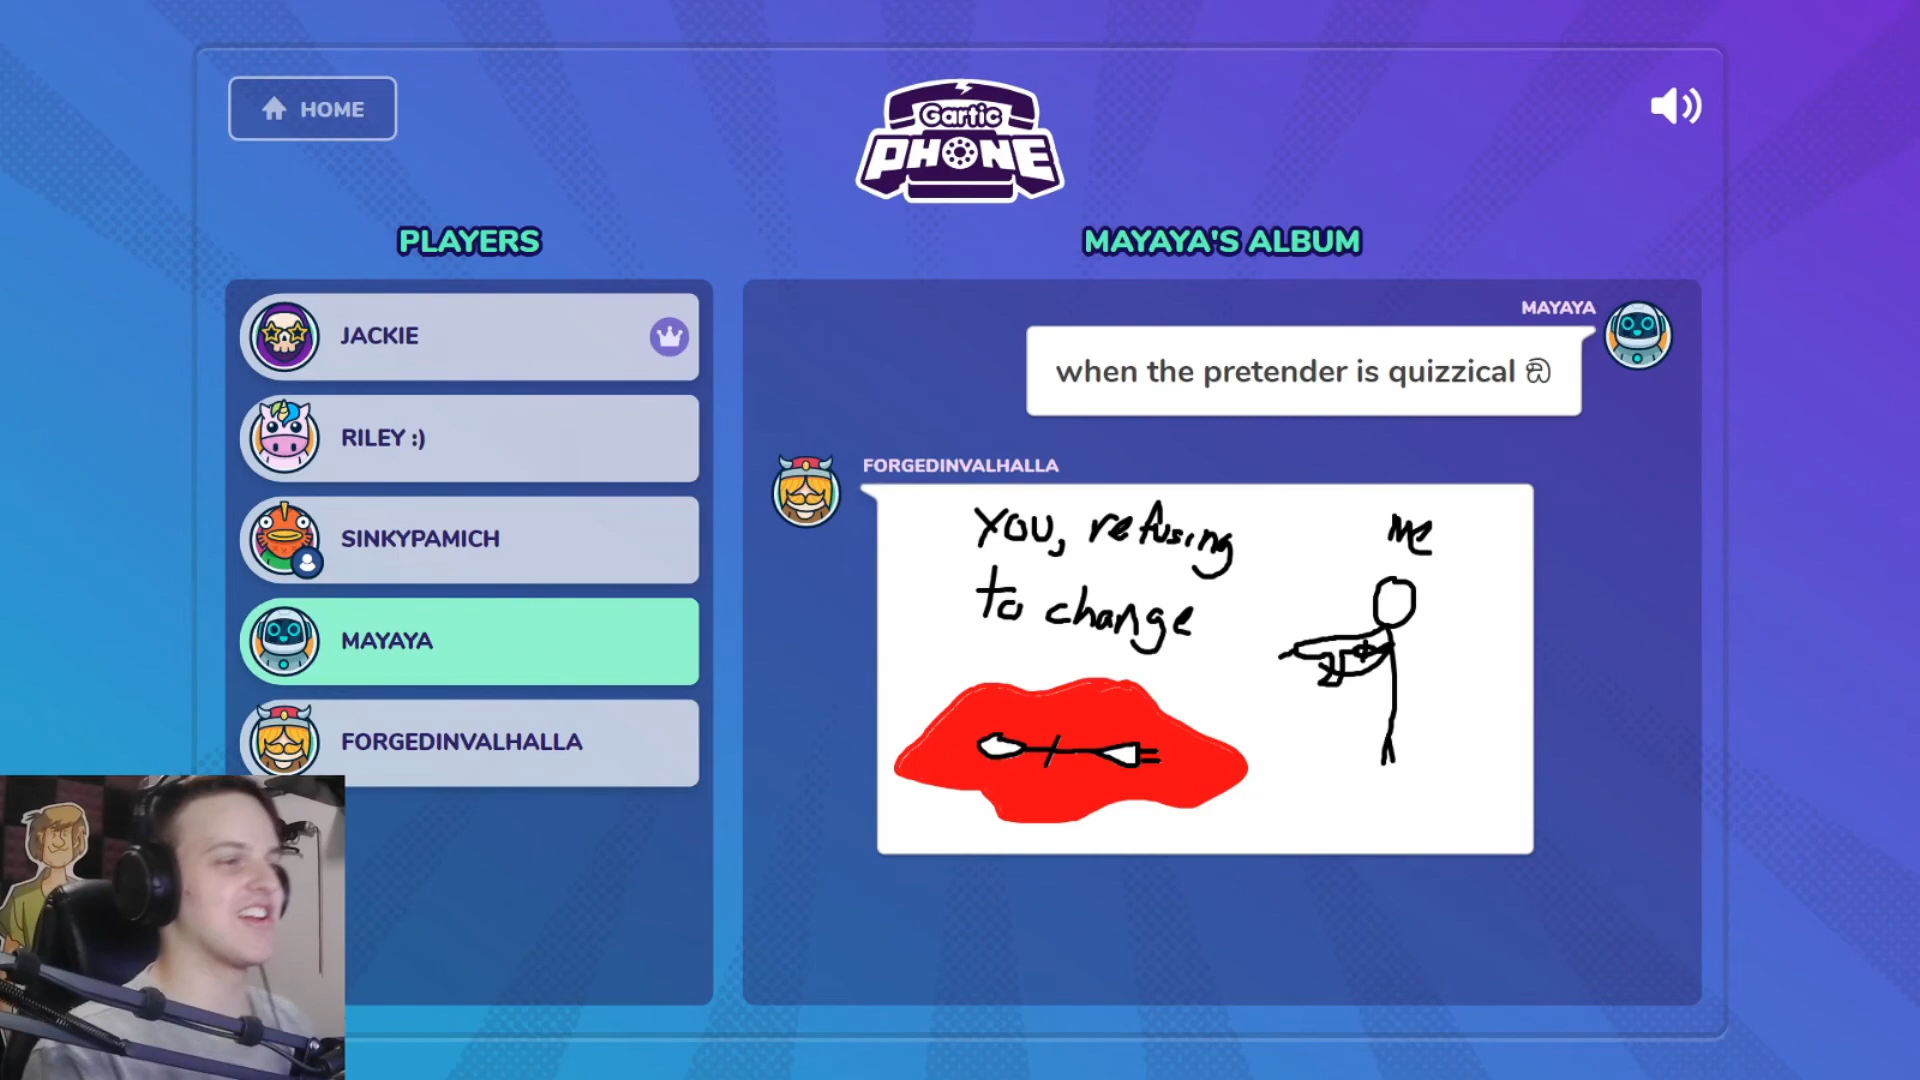 HOME
Gartic
PHONE
PLAYERS
JACKIE
RILEY :)
SINKYPAMICH
MAYAYA
FORGEDINVALHALLA
MAYAYA'S ALBUM
MAYAYA
when the pretender is quizzical ඞ
FORGEDINVALHALLA
You, refusing
to change
me